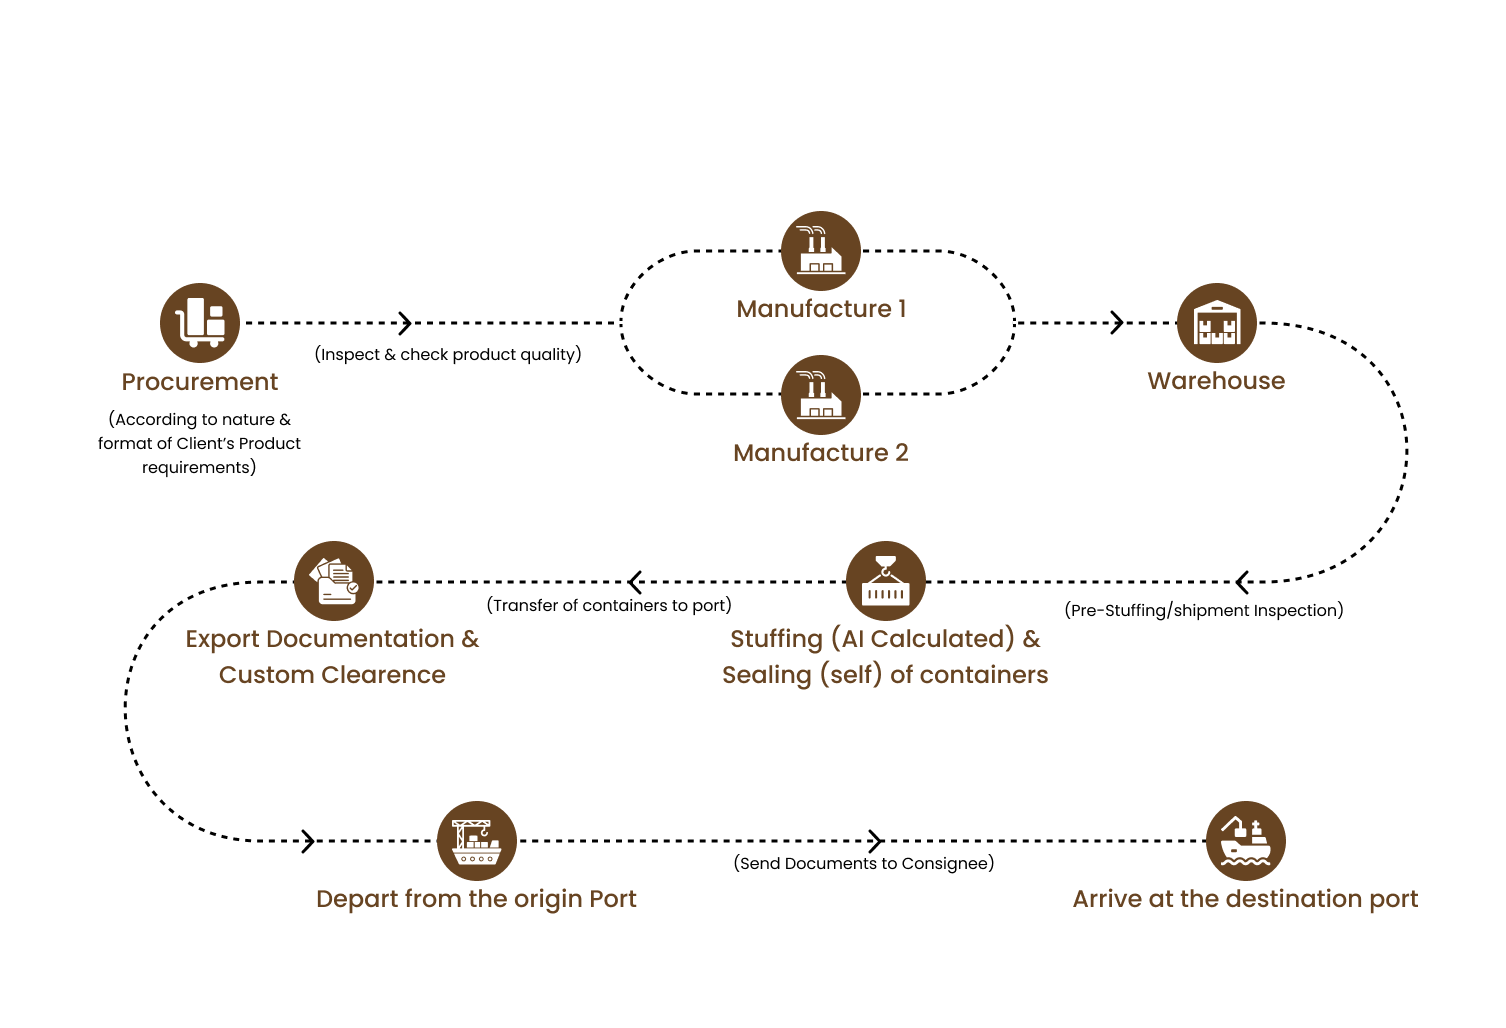 Manufacture 1
(Inspect & check product quality)
Procurement
Warehouse
(According to nature &
format of Client's Product
requirements)
Manufacture 2
(Transfer of containers to port)
(Pre-Stuffing/shipment Inspection)
Export Documentation &
Custom Clearence
Stuffing (AI Calculated) &
Sealing (self) of containers
(Send Documents to Consignee)
Depart from the origin Port
Arrive at the destination port